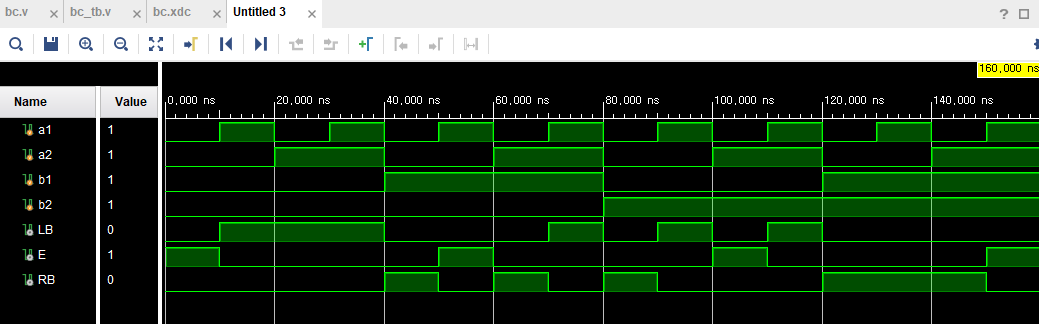 bc.v bc_tb.v bc.xdc Untitled 3
?
160,000 ns
Name Value
0,000 ns 20,000 ns 40,000 ns 60,000 ns 80,000 ns 100,000 ns 120,000 ns 140,000 ns
a1 1
a2 1
b1 1
b2 1
LB 0
E 1
RB 0